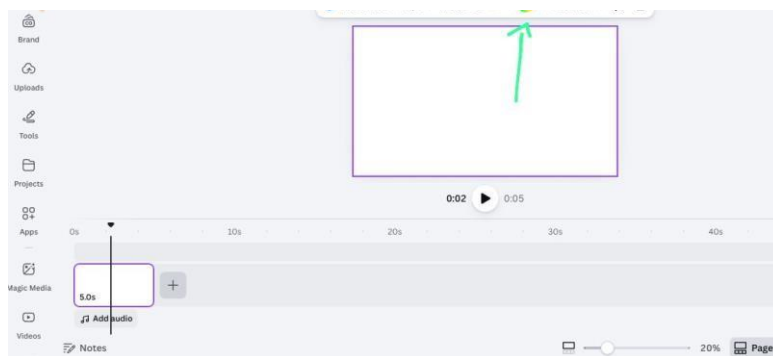 Brand
Uploads
Tools
Projects
0:02 0:05
Apps
0s 10s 20s 30s 40s
Magic Media
5.0s
Add audio
Videos
Notes
20% Page